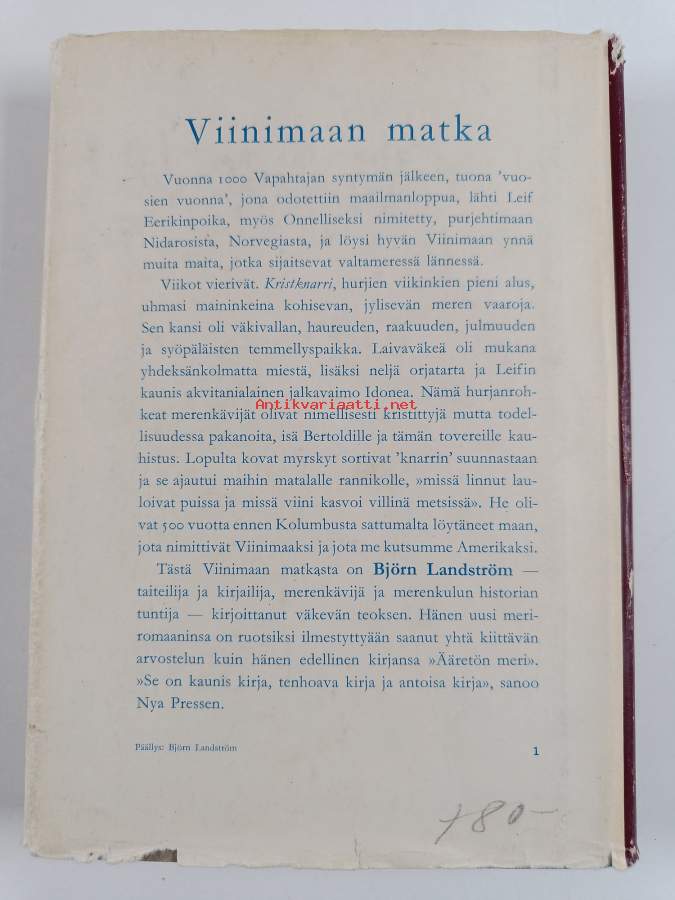 Viinimaan matka
Vuonna 1000 Vapahtajan syntymän jälkeen, tuona 'vuo-
sien vuonna', jona odotettiin maailmanloppua, lähti Leif
Eerikinpoika, myös Onnelliseksi nimitetty, purjehtimaan
Nidarosista, Norvegiasta, ja löysi hyvän Viinimaan ynnä
muita maita, jotka sijaitsevat valtameressä lännessä.
Viikot vierivät. Kristknarri, hurjien viikinkien pieni alus,
uhmasi maininkeina kohisevan, jylisevän meren vaaroja.
Sen kansi oli väkivallan, haureuden, raakuuden, julmuuden
ja syöpäläisten temmellyspaikka. Laivaväkeä oli mukana
yhdeksänkolmatta miestä, lisäksi neljä orjatarta ja Leifin
kaunis akvitanialainen jalkavaimo Idonea. Nämä hurjanroh-
Antikvariaatti.net
keat merenkävijät olivat nimellisesti kristittyjä mutta todel-
lisuudessa pakanoita, isä Bertoldille ja tämän tovereille kau-
histus. Lopulta kovat myrskyt sortivat 'knarrin' suunnastaan
ja se ajautui maihin matalalle rannikolle, »missä linnut lau-
loivat puissa ja missä viini kasvoi villinä metsissä». He oli-
vat 500 vuotta ennen Kolumbusta sattumalta löytäneet maan,
jota nimittivät Viinimaaksi ja jota me kutsumme Amerikaksi.
Tästä Viinimaan matkasta on Björn Landström —
taiteilija ja kirjailija, merenkävijä ja merenkulun historian
tuntija — kirjoittanut väkevän teoksen. Hänen uusi meri-
romaaninsa on ruotsiksi ilmestyttyään saanut yhtä kiittävän
arvostelun kuin hänen edellinen kirjansa »Ääretön meri».
»Se on kaunis kirja, tenhoava kirja ja antoisa kirja», sanoo
Nya Pressen.
Päällys: Björn Landström
1
780-